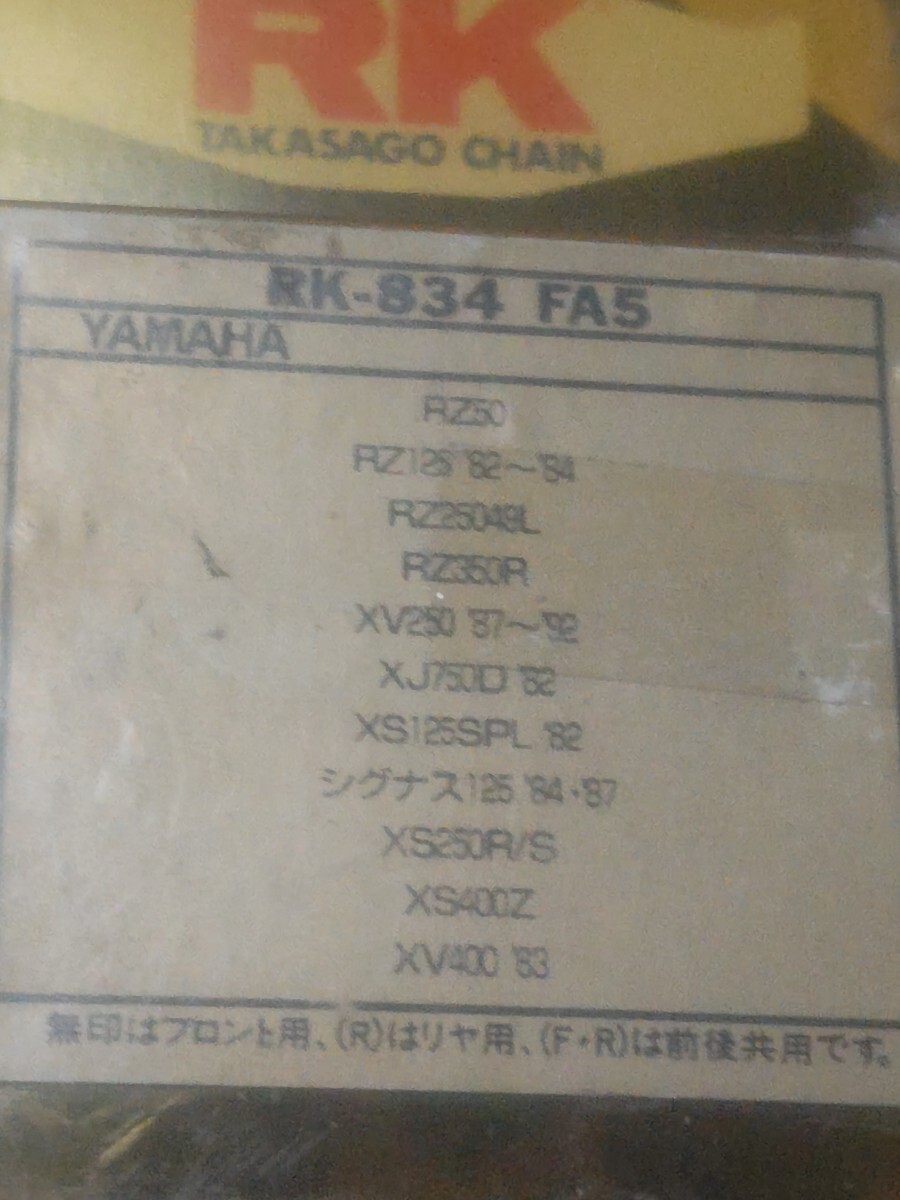 RK
TAKASAGO CHAIN
RK-834 FA5
YAMAHA
RZ50
RZ125 '82～'84
RZ25049L
RZ350R
XV250 '87～'92
XJ750D '82
XS125SPL '82
シグナス125 '84・'87
XS250R/S
XS400Z
XV400 '83
無印はフロント用、(R)はリヤ用、(F・R)は前後共用です。